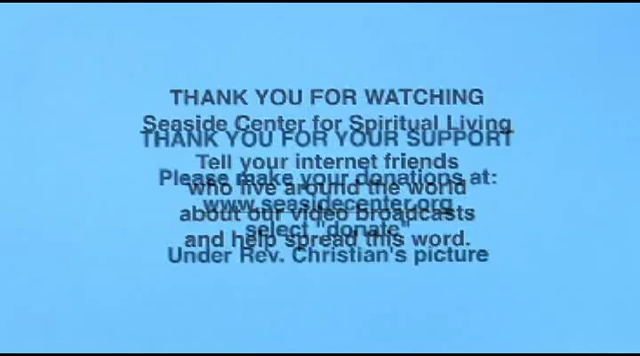 THANK YOU FOR WATCHING
Seaside Center for Spiritual Living
THANK YOU FOR YOUR SUPPORT
Tell your internet friends
Please make your donations at:
who live around the world
www.seasidecenter.org
about our video broadcasts
select "donate"
and help spread this word.
Under Rev. Christian's picture